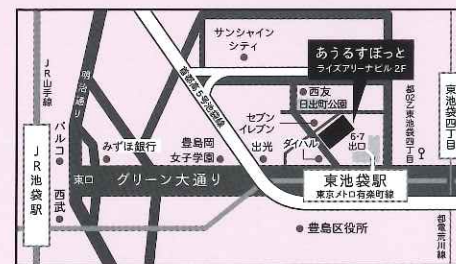 サンシャイン
シティ
あうるすぽっと
ライズアリーナビル 2F
JR山手線
明治通り
首都高5号池袋線
西友
日出町公園
都02乙東池袋四丁目
東池袋四丁目
セブン
イレブン
6・7
出口
パルコ
みずほ銀行
豊島岡
女子学園
出光
ダイハツ
JR池袋駅
東口
グリーン大通り
東池袋駅
東京メトロ有楽町線
西武
豊島区役所
都電荒川線